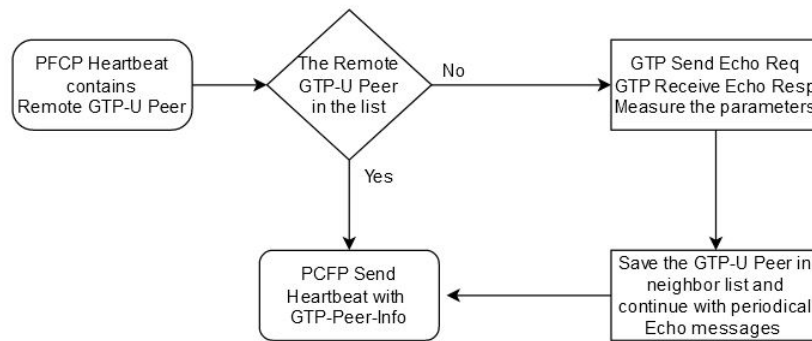 PFCP Heartbeat
contains
Remote GTP-U Peer
The Remote
GTP-U Peer
in the list
No
GTP Send Echo Req
GTP Receive Echo Resp
Measure the parameters
Yes
PCFP Send
Heartbeat with
GTP-Peer-Info
Save the GTP-U Peer in
neighbor list and
continue with periodical
Echo messages